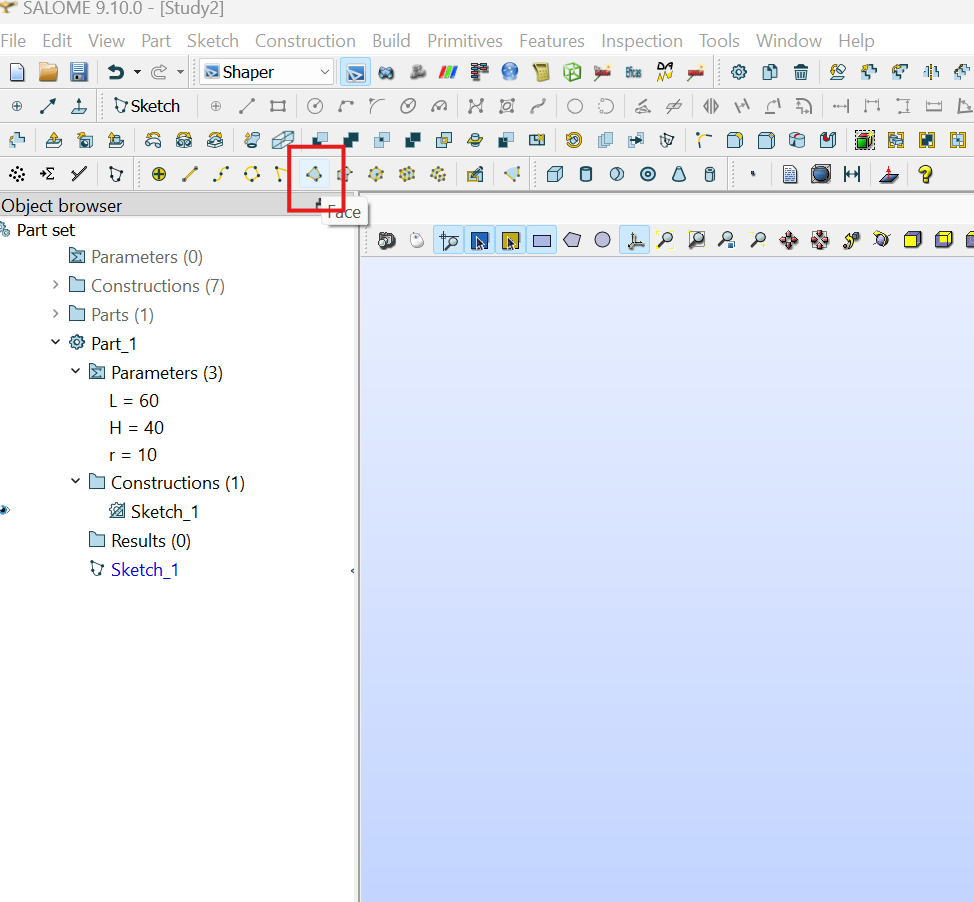 SALOME 9.10.0 - [Study2]
File Edit View Part Sketch Construction Build Primitives Features Inspection Tools Window Help
Shaper
Sketch
Face
Object browser
Part set
Parameters (0)
Constructions (7)
Parts (1)
Part_1
Parameters (3)
L = 60
H = 40
r = 10
Constructions (1)
Sketch_1
Results (0)
Sketch_1